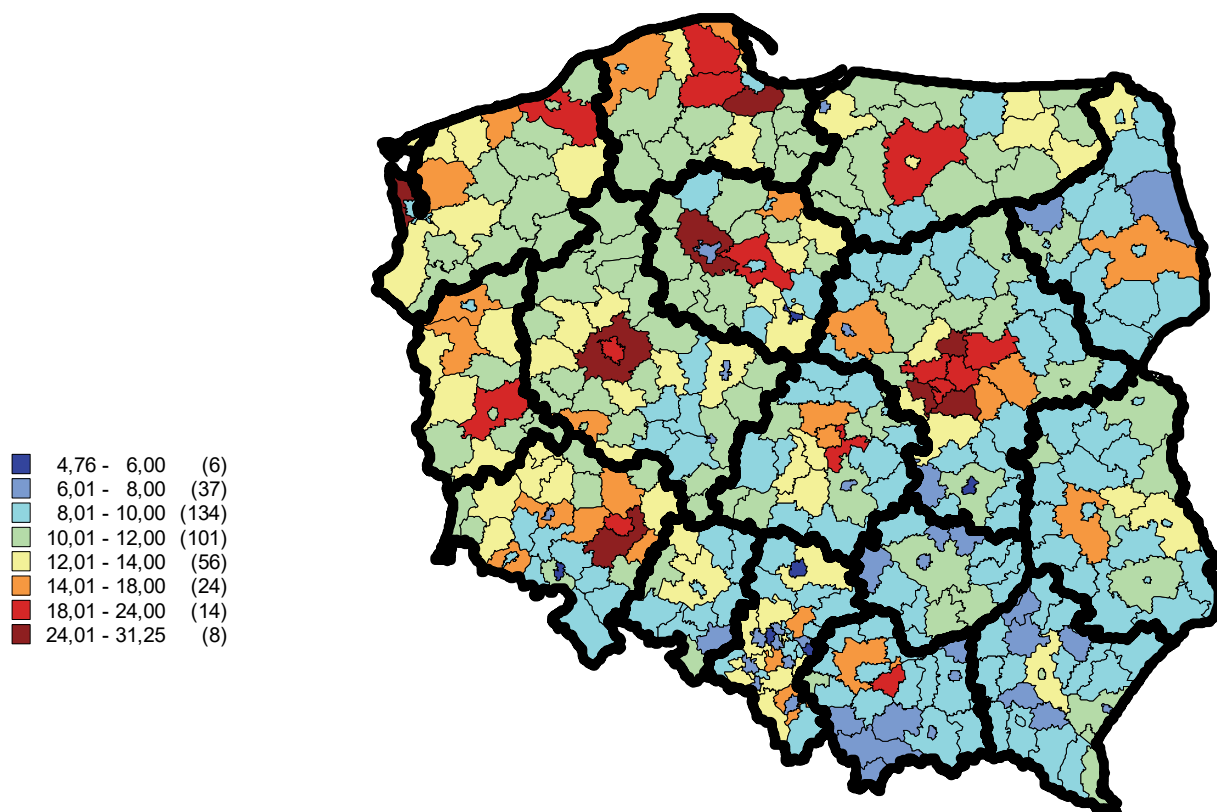 4,76 - 6,00 (6)
6,01 - 8,00 (37)
8,01 - 10,00 (134)
10,01 - 12,00 (101)
12,01 - 14,00 (56)
14,01 - 18,00 (24)
18,01 - 24,00 (14)
24,01 - 31,25 (8)